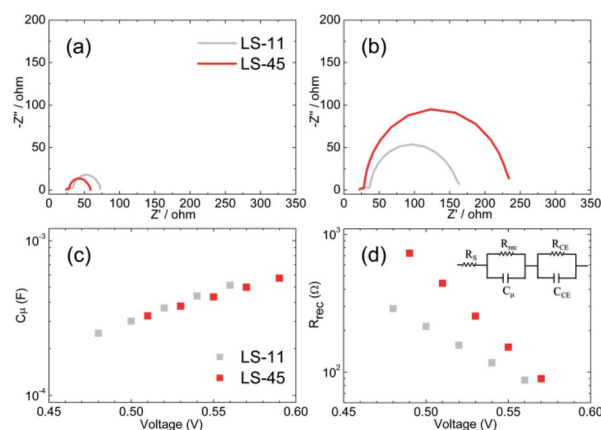 200
150
100
50
0
-Z" / ohm
(a)
LS-11
LS-45
0 50 100 150 200 250 300 350
Z' / ohm
200
150
100
50
0
-Z" / ohm
(b)
0 50 100 150 200 250 300 350
Z' / ohm
10⁻³
10⁻⁴
Cμ (F)
(c)
LS-11
LS-45
0.45 0.50 0.55 0.60
Voltage (V)
10³
10²
Rrec (Ω)
(d)
RS
Rrec
Cμ
RCE
CCE
0.45 0.50 0.55 0.60
Voltage (V)